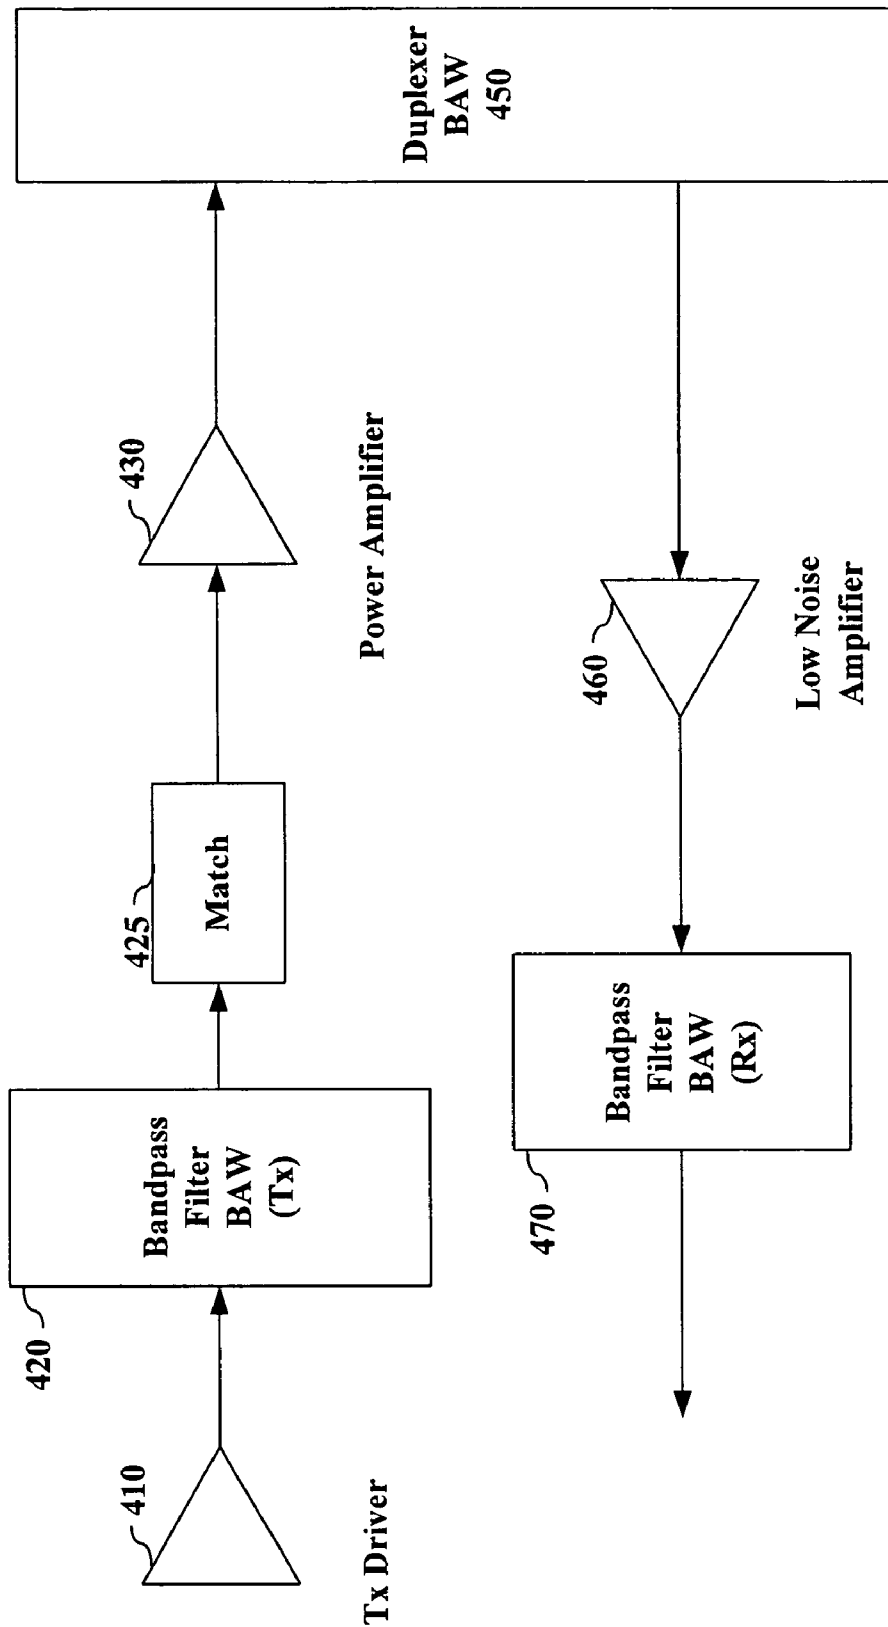 410
Tx Driver
420
Bandpass
Filter
BAW
(Tx)
425
Match
430
Power Amplifier
Duplexer
BAW
450
460
Low Noise
Amplifier
470
Bandpass
Filter
BAW
(Rx)